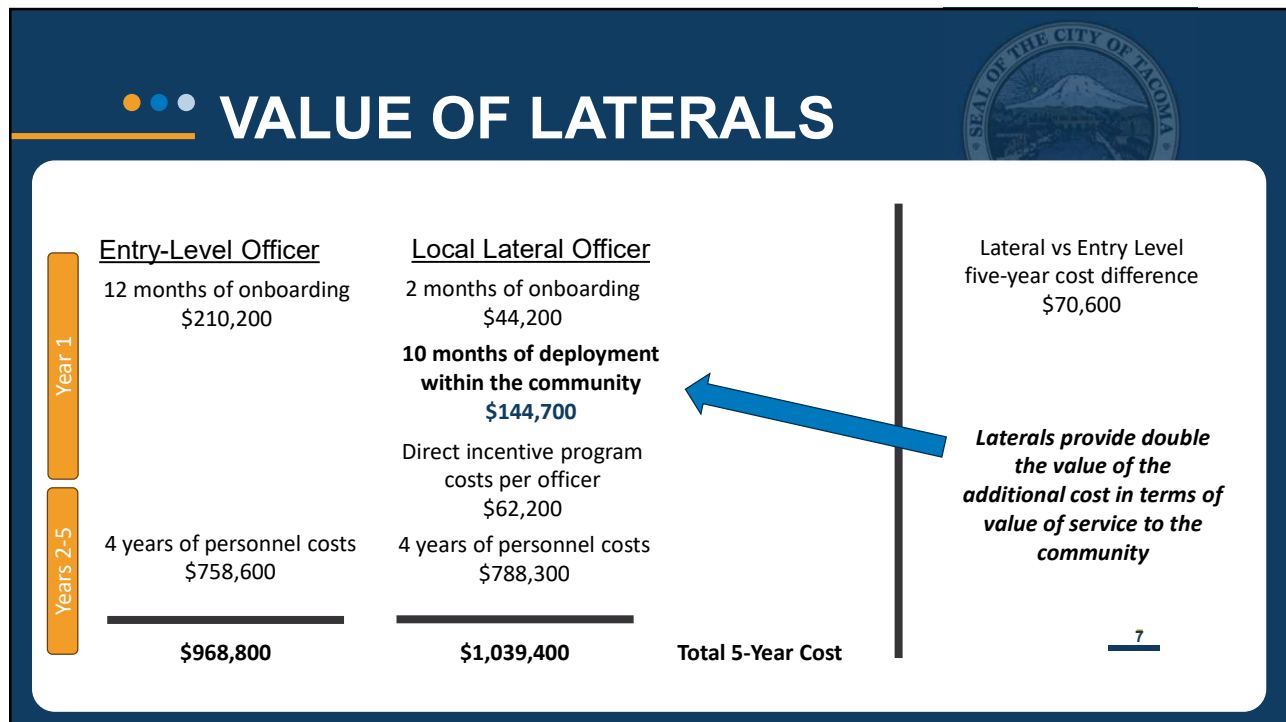 SEAL OF THE CITY OF TACOMA
VALUE OF LATERALS
Year 1
Years 2-5
Entry-Level Officer
12 months of onboarding
$210,200
4 years of personnel costs
$758,600
$968,800
Local Lateral Officer
2 months of onboarding
$44,200
10 months of deployment
within the community
$144,700
Direct incentive program
costs per officer
$62,200
4 years of personnel costs
$788,300
$1,039,400
Total 5-Year Cost
Lateral vs Entry Level
five-year cost difference
$70,600
Laterals provide double
the value of the
additional cost in terms of
value of service to the
community
7